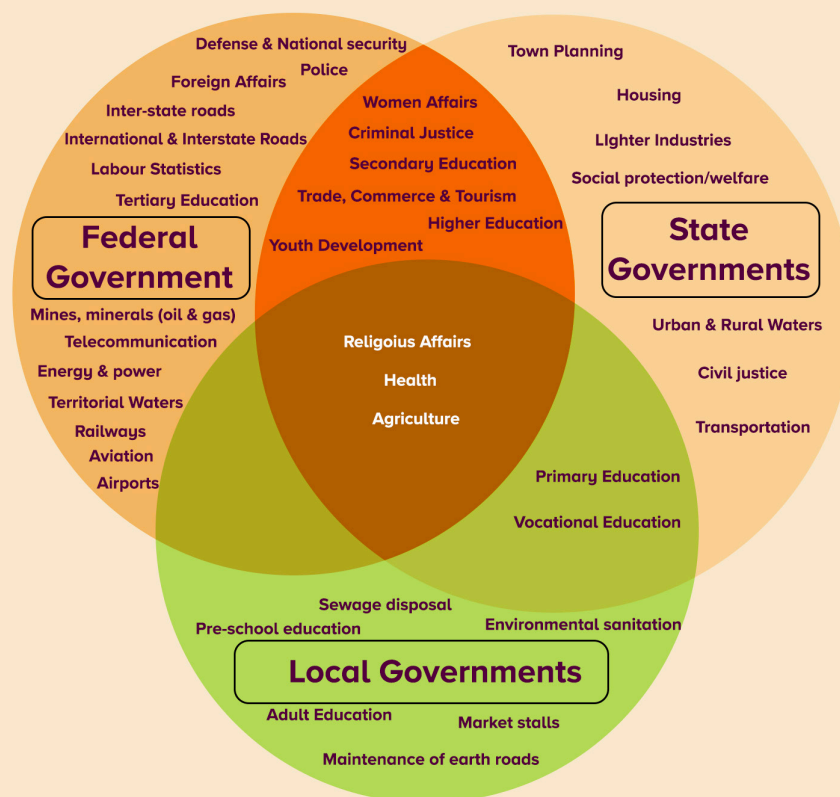 Defense & National security
Police
Foreign Affairs
Inter-state roads
International & Interstate Roads
Labour Statistics
Tertiary Education
Federal
Government
Mines, minerals (oil & gas)
Telecommunication
Energy & power
Territorial Waters
Railways
Aviation
Airports
Women Affairs
Criminal Justice
Secondary Education
Trade, Commerce & Tourism
Higher Education
Youth Development
Town Planning
Housing
LIghter Industries
Social protection/welfare
State
Governments
Urban & Rural Waters
Civil justice
Transportation
Religoius Affairs
Health
Agriculture
Primary Education
Vocational Education
Sewage disposal
Pre-school education
Environmental sanitation
Local Governments
Adult Education
Market stalls
Maintenance of earth roads